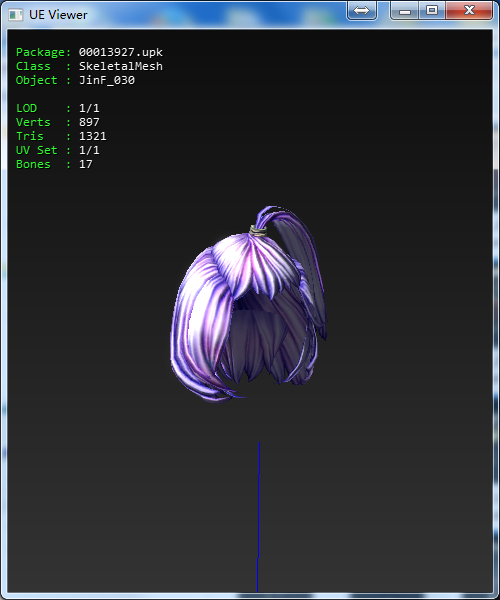 UE Viewer
Package: 00013927.upk
Class  : SkeletalMesh
Object : JinF_030
LOD    : 1/1
Verts  : 897
Tris   : 1321
UV Set : 1/1
Bones  : 17